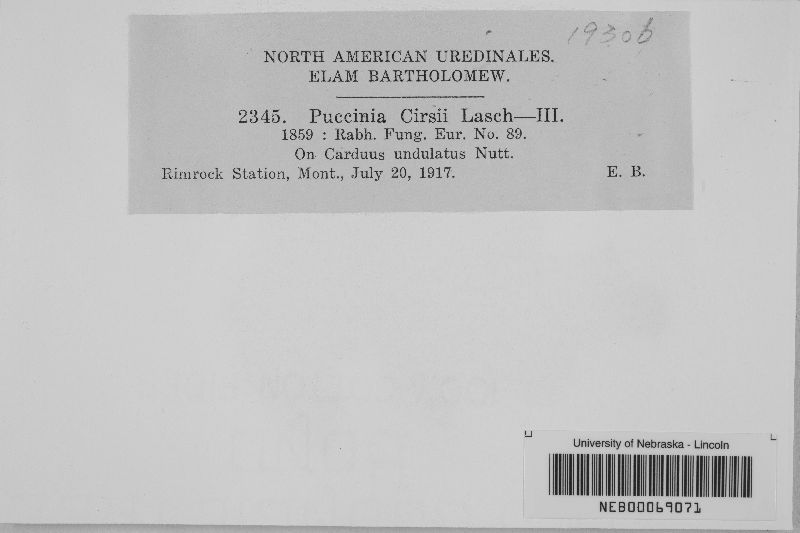 1930b
NORTH AMERICAN UREDINALES.
ELAM BARTHOLOMEW.
2345. Puccinia Cirsii Lasch—III.
1859 : Rabh. Fung. Eur. No. 89.
On Carduus undulatus Nutt.
Rimrock Station, Mont., July 20, 1917. E. B.
University of Nebraska - Lincoln
NEB00069071